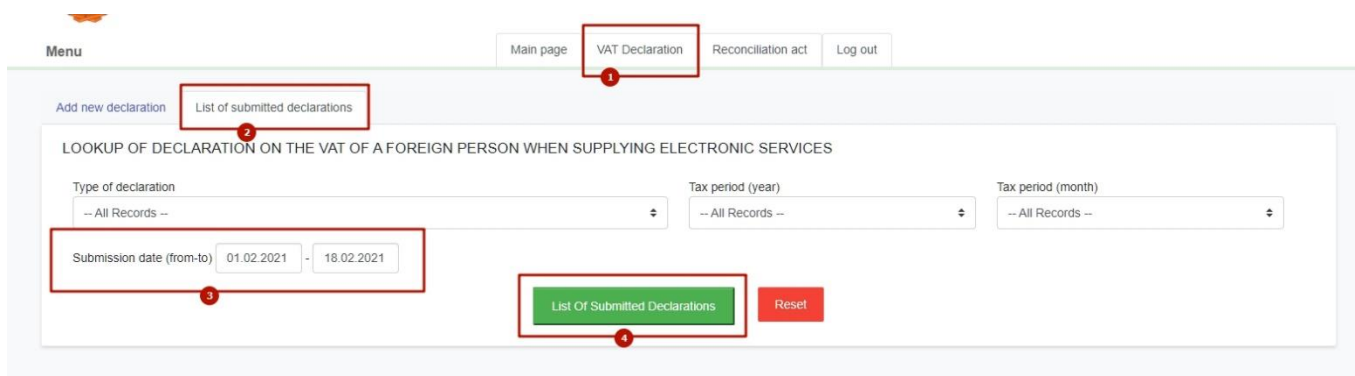 Menu Main page VAT Declaration Reconciliation act Log out
1
Add new declaration List of submitted declarations
2
LOOKUP OF DECLARATION ON THE VAT OF A FOREIGN PERSON WHEN SUPPLYING ELECTRONIC SERVICES
Type of declaration Tax period (year) Tax period (month)
-- All Records -- -- All Records -- -- All Records --
Submission date (from-to) 01.02.2021 - 18.02.2021
3
List Of Submitted Declarations Reset
4